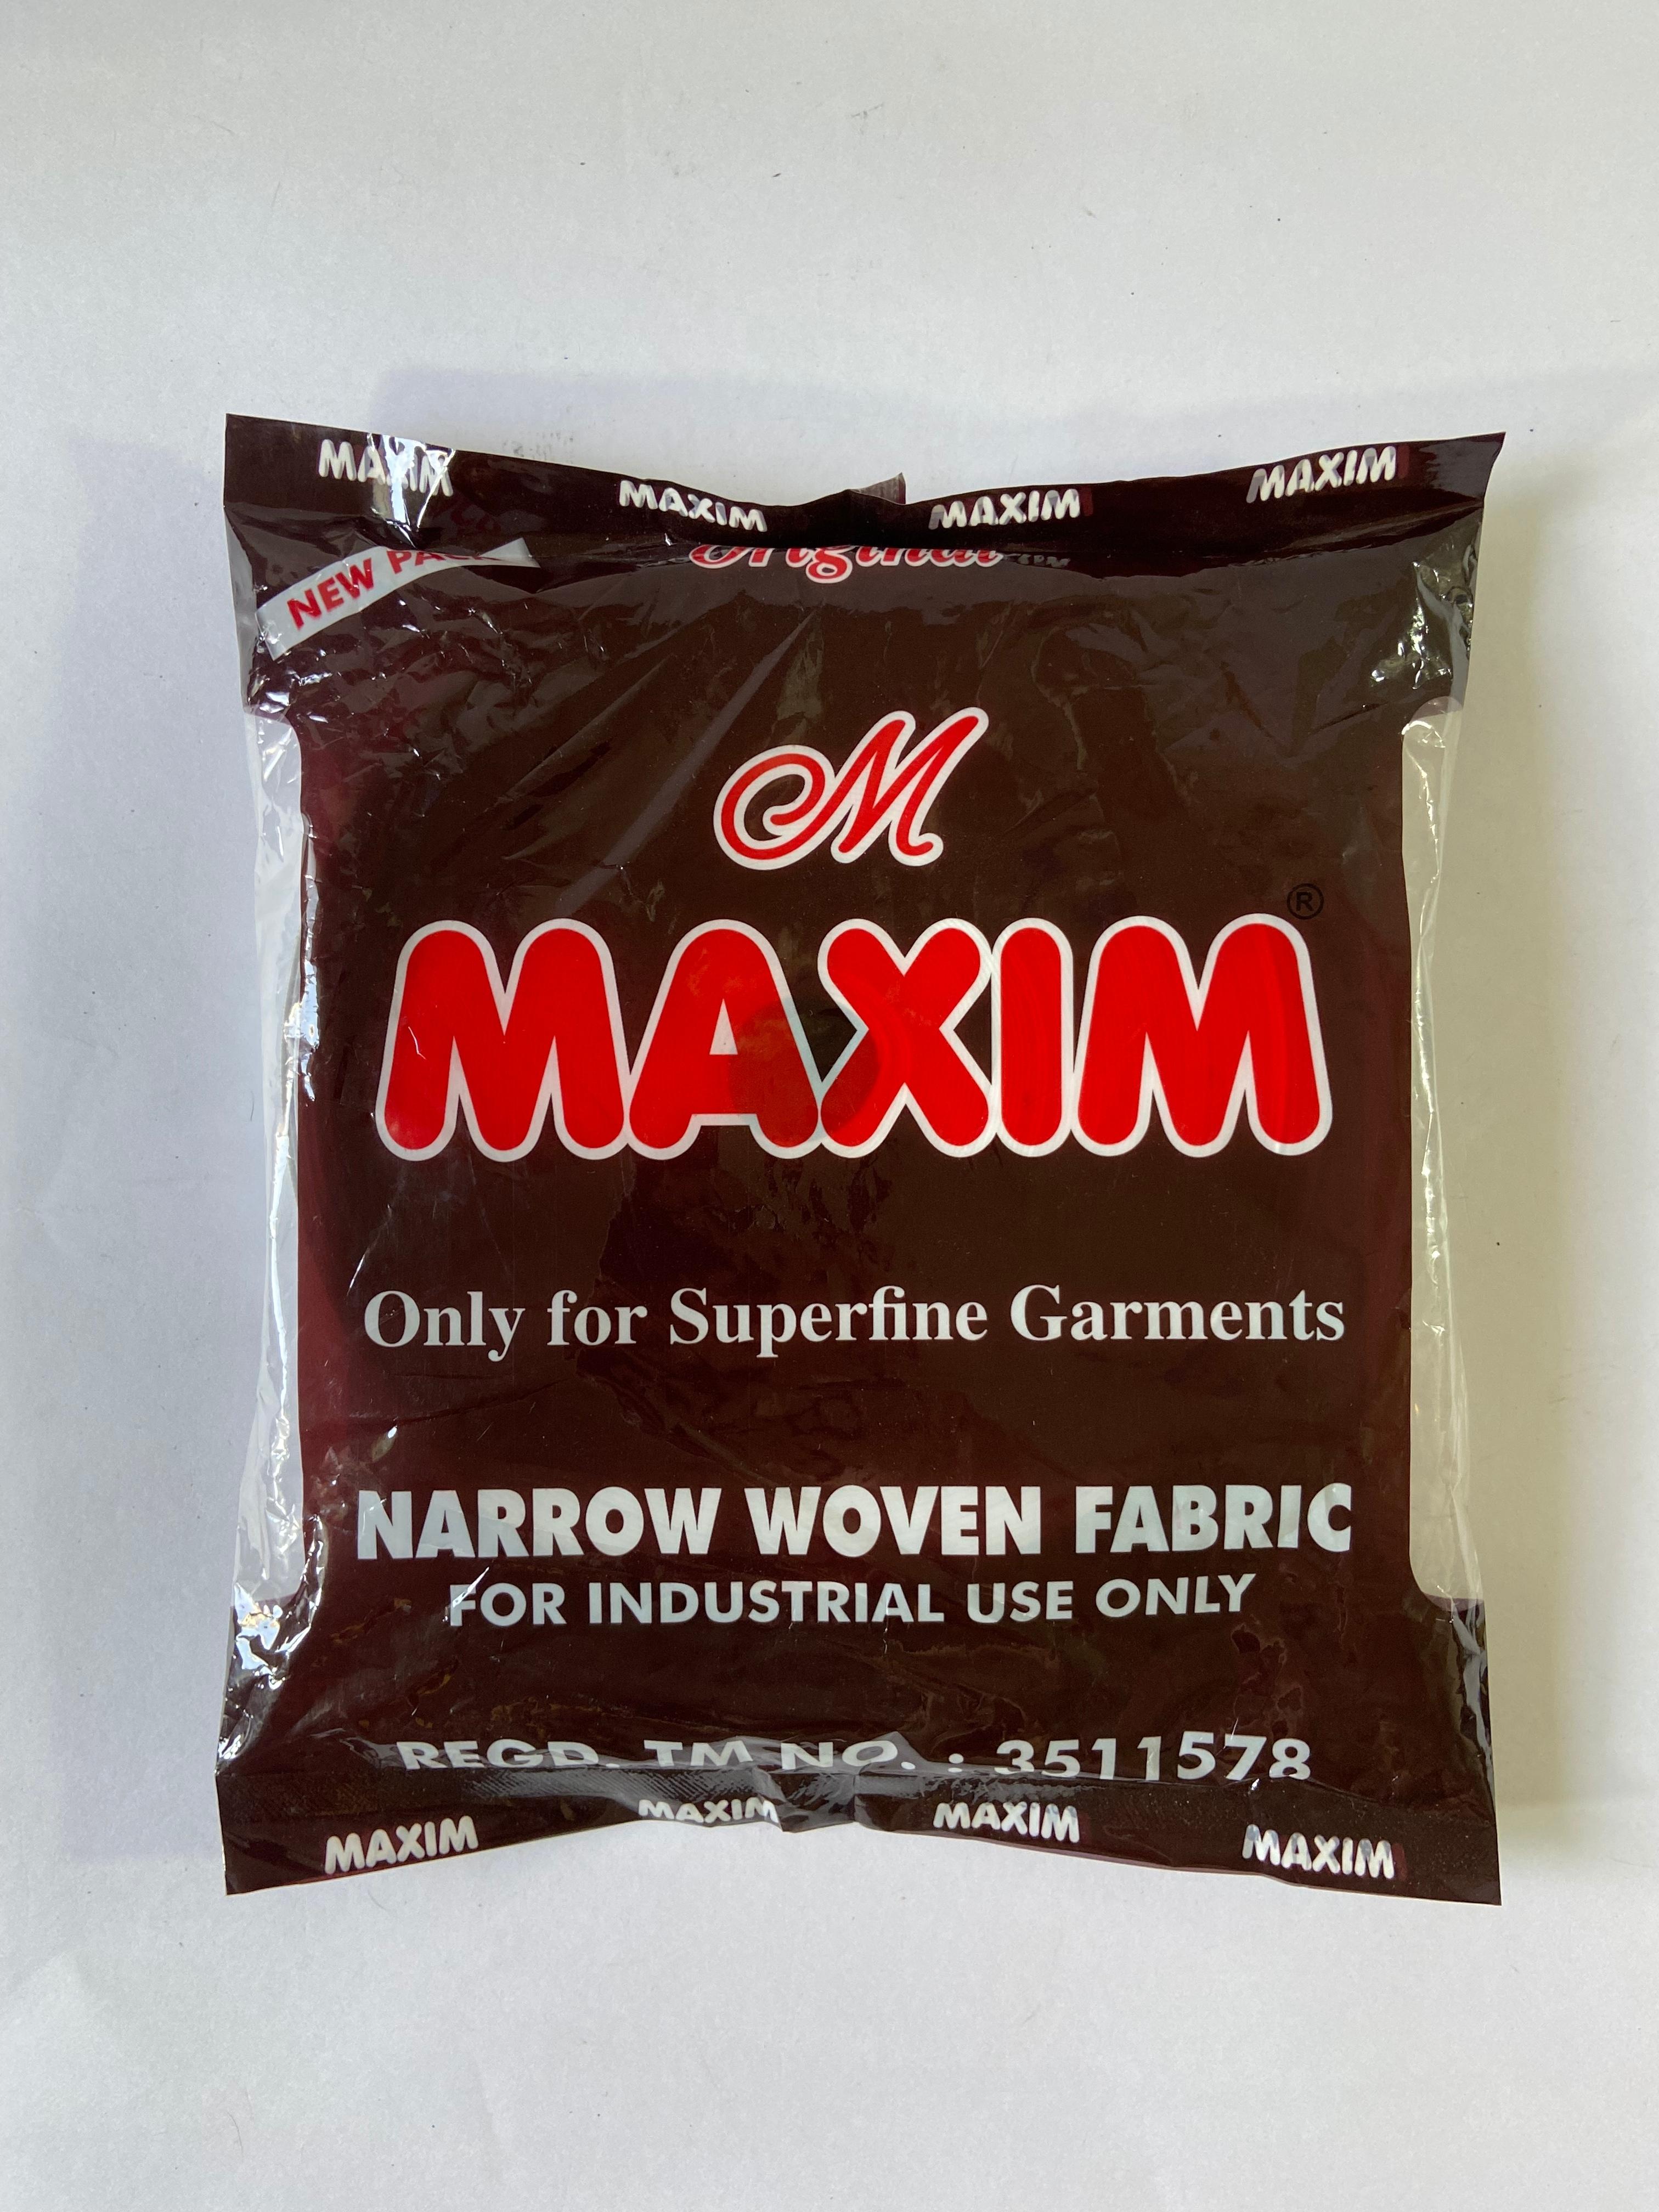 MAXIM MAXIM MAXIM MAXIM
NEW
Original
M
®
MAXIM
Only for Superfine Garments
NARROW WOVEN FABRIC
FOR INDUSTRIAL USE ONLY
REGD. TM NO. : 3511578
MAXIM MAXIM MAXIM MAXIM